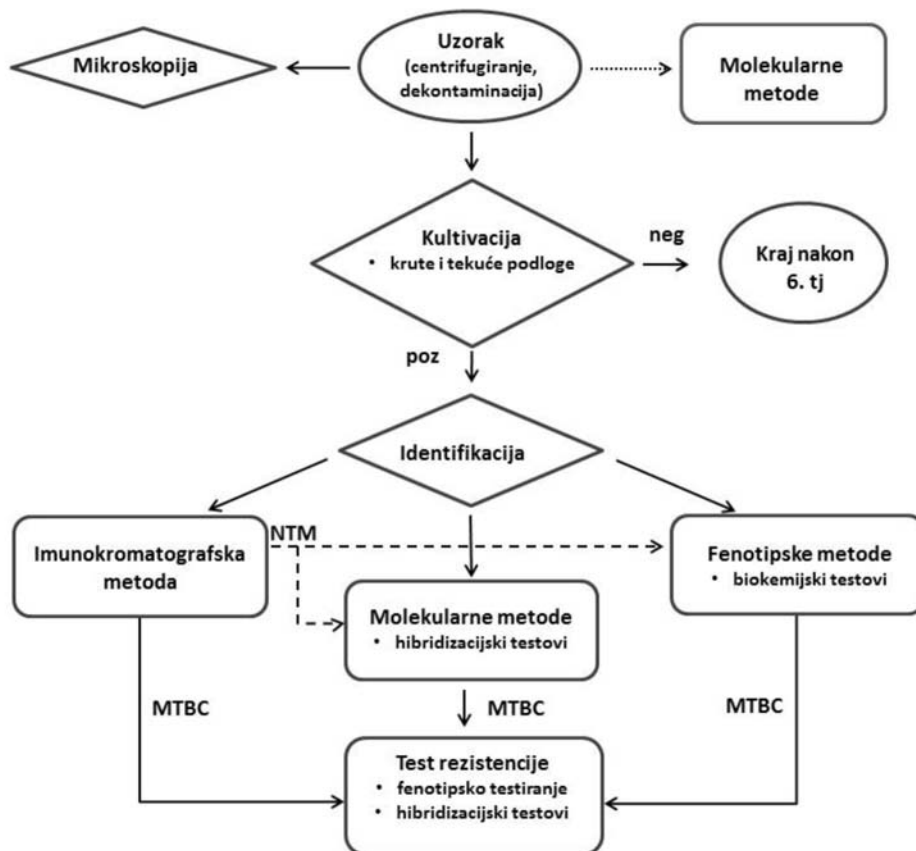 Mikroskopija
Uzorak
(centrifugiranje,
dekontaminacija)
Molekularne
metode
Kultivacija
• krute i tekuće podloge
neg
Kraj nakon
6. tj
poz
Identifikacija
Imunokromatografska
metoda
NTM
Fenotipske metode
• biokemijski testovi
Molekularne metode
• hibridizacijski testovi
MTBC
MTBC
MTBC
Test rezistencije
• fenotipsko testiranje
• hibridizacijski testovi